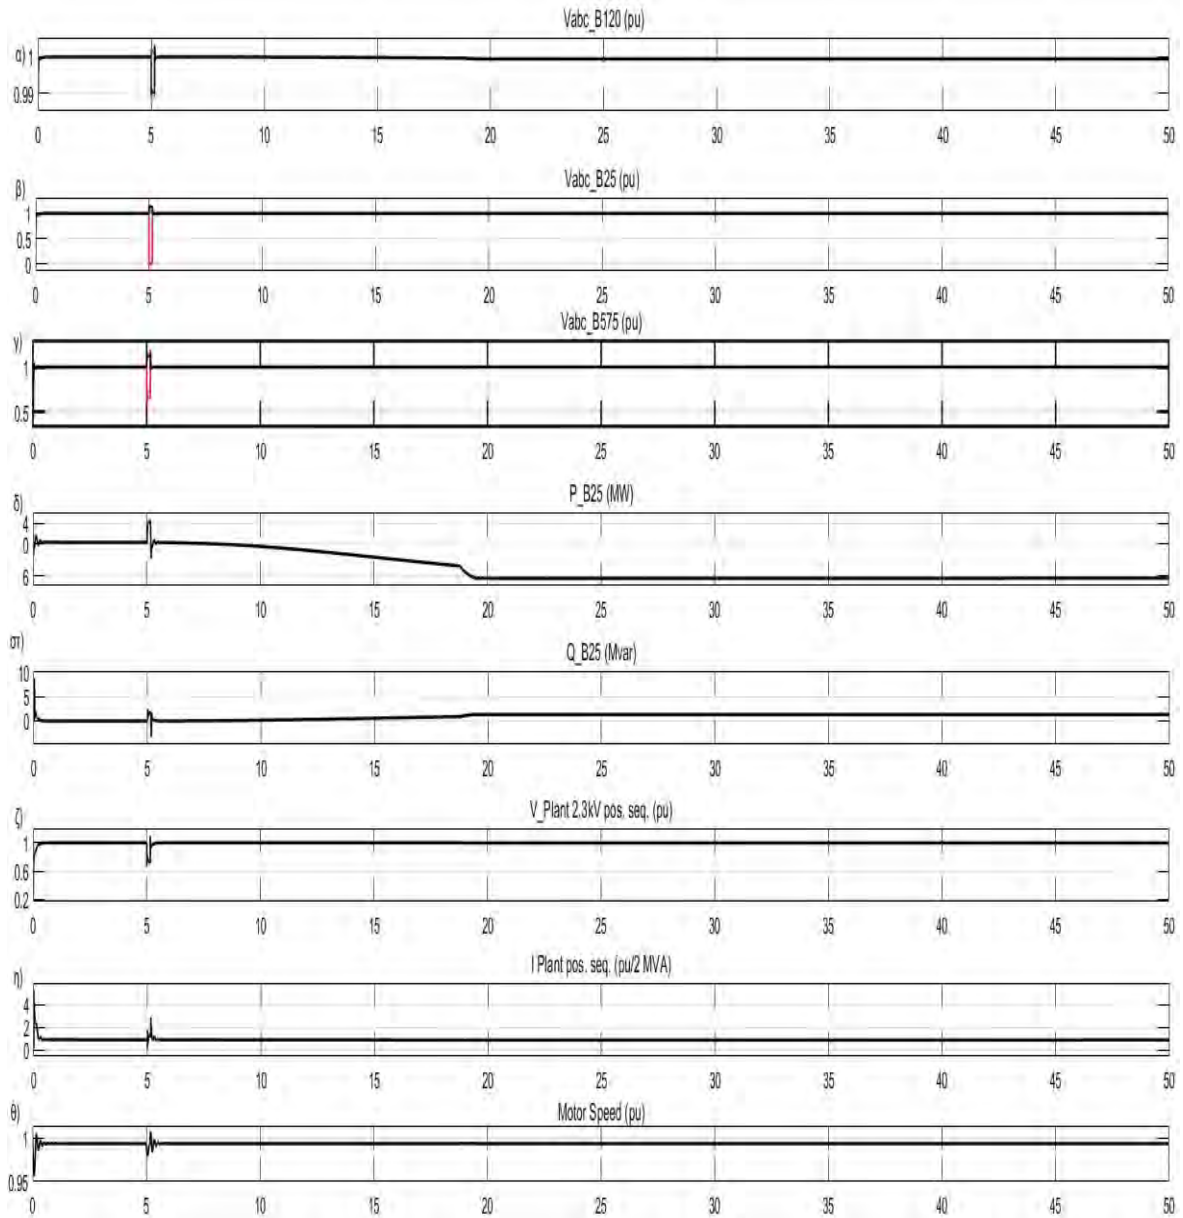 Vabc_B120 (pu)
α) 1
0.99
0 5 10 15 20 25 30 35 40 45 50
Vabc_B25 (pu)
β)
1
0.5
0
0 5 10 15 20 25 30 35 40 45 50
Vabc_B575 (pu)
γ)
1
0.5
0 5 10 15 20 25 30 35 40 45 50
P_B25 (MW)
δ)
4
0
6
0 5 10 15 20 25 30 35 40 45 50
στ)
Q_B25 (Mvar)
10
5
0
0 5 10 15 20 25 30 35 40 45 50
V_Plant 2.3kV pos. seq. (pu)
ζ)
1
0.6
0.2
0 5 10 15 20 25 30 35 40 45 50
I Plant pos. seq. (pu/2 MVA)
η)
4
2
0
0 5 10 15 20 25 30 35 40 45 50
Motor Speed (pu)
θ)
1
0.95
0 5 10 15 20 25 30 35 40 45 50